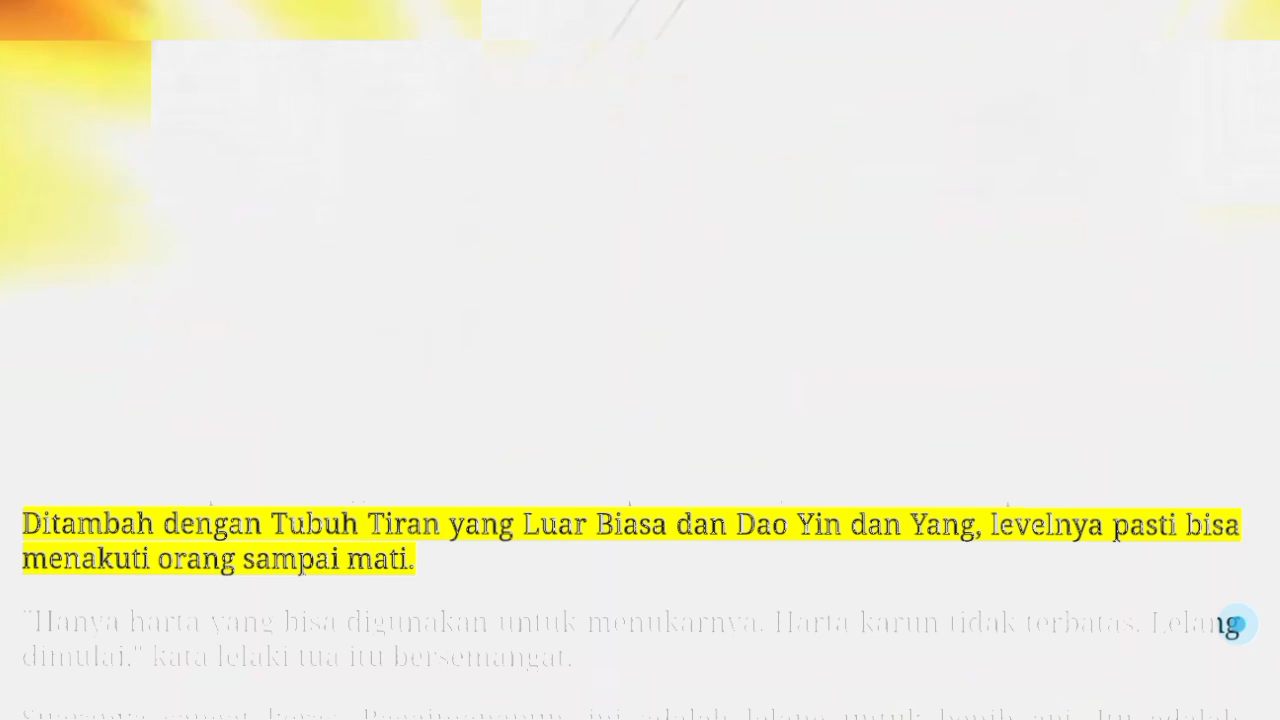 Ditambah dengan Tubuh Tiran yang Luar Biasa dan Dao Yin dan Yang, levelnya pasti bisa
menakuti orang sampai mati.
"Hanya harta yang bisa digunakan untuk menukarnya. Harta karun tidak terbatas. Lelang
dimulai." kata lelaki tua itu bersemangat.